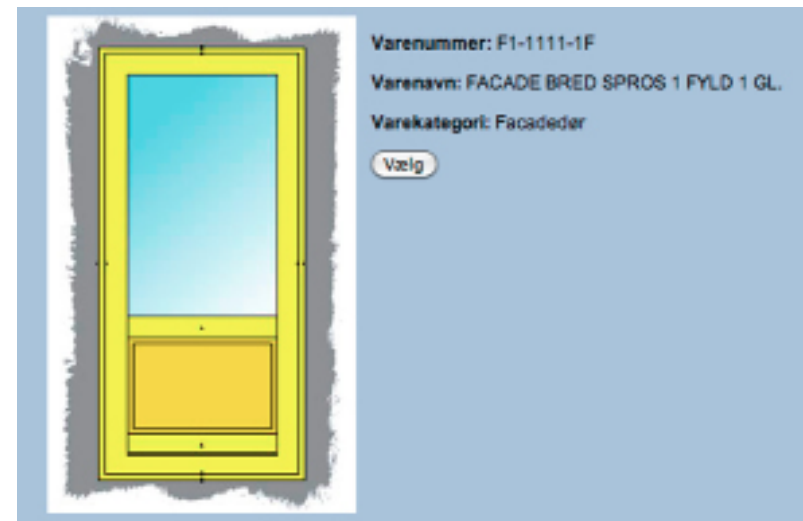 Varenummer: F1-1111-1F
Varenavn: FACADE BRED SPROS 1 FYLD 1 GL.
Varekategori: Facadedør
Vælg